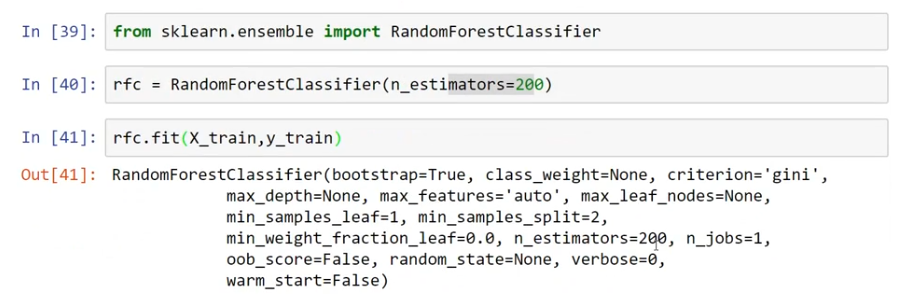 In [39]: from sklearn.ensemble import RandomForestClassifier
In [40]: rfc = RandomForestClassifier(n_estimators=200)
In [41]: rfc.fit(X_train,y_train)
Out[41]: RandomForestClassifier(bootstrap=True, class_weight=None, criterion='gini',
max_depth=None, max_features='auto', max_leaf_nodes=None,
min_samples_leaf=1, min_samples_split=2,
min_weight_fraction_leaf=0.0, n_estimators=200, n_jobs=1,
oob_score=False, random_state=None, verbose=0,
warm_start=False)